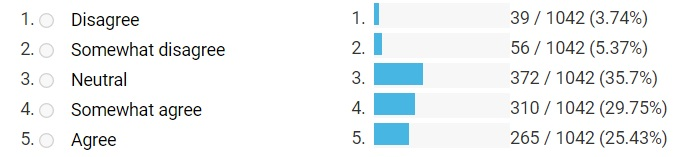 1. Disagree 1. 39 / 1042 (3.74%)
2. Somewhat disagree 2. 56 / 1042 (5.37%)
3. Neutral 3. 372 / 1042 (35.7%)
4. Somewhat agree 4. 310 / 1042 (29.75%)
5. Agree 5. 265 / 1042 (25.43%)